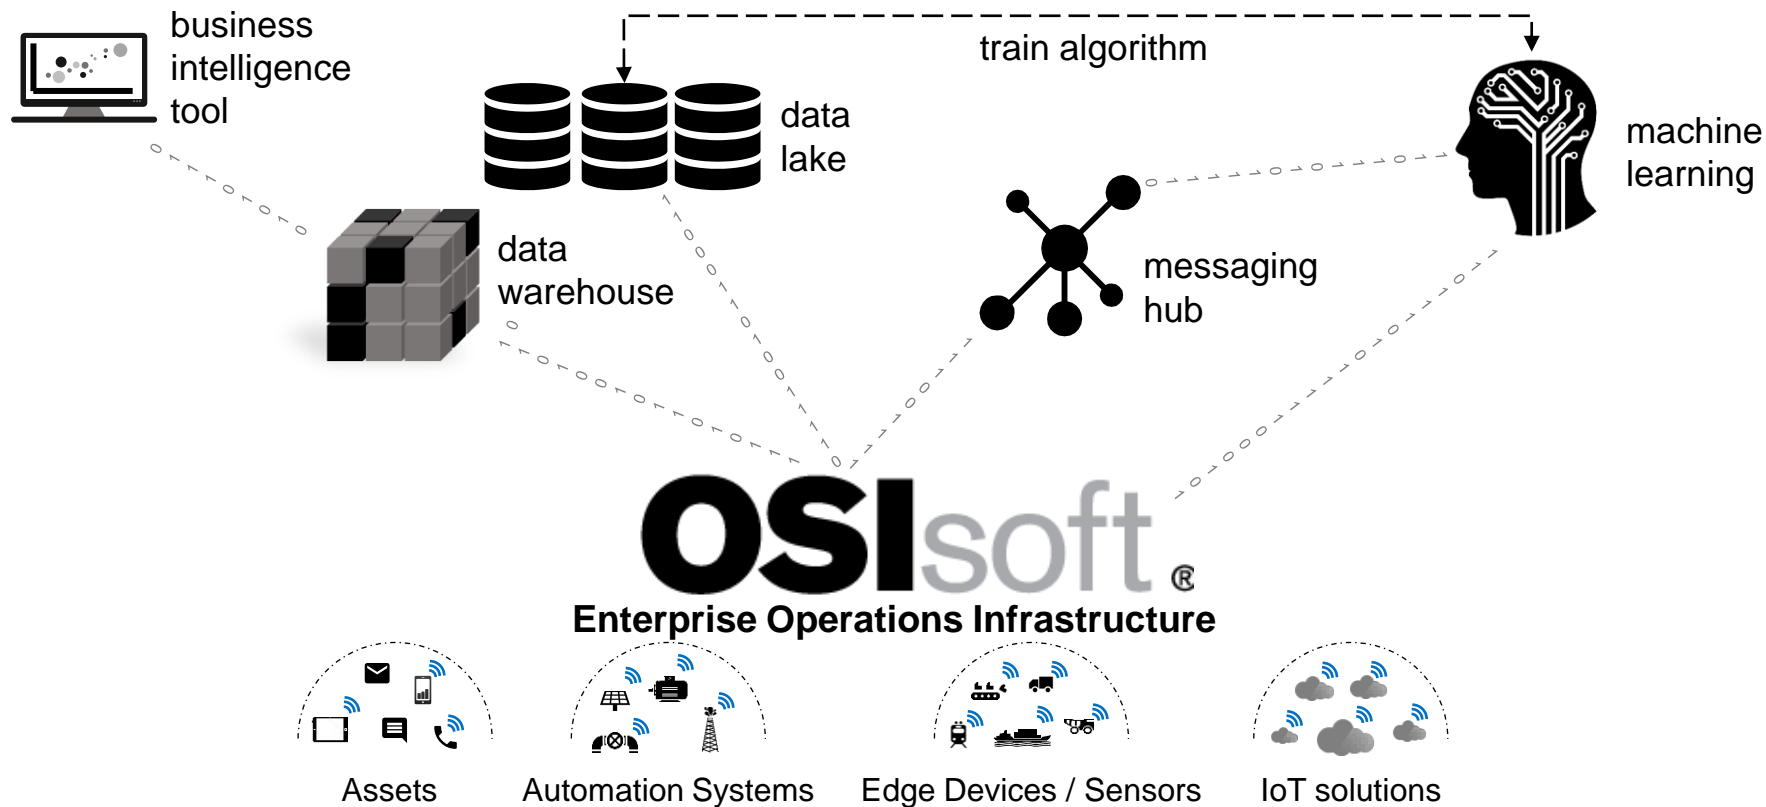 business
intelligence
tool
train algorithm
data
lake
machine
learning
data
warehouse
messaging
hub
OSIsoft®
Enterprise Operations Infrastructure
Assets
Automation Systems
Edge Devices / Sensors
IoT solutions